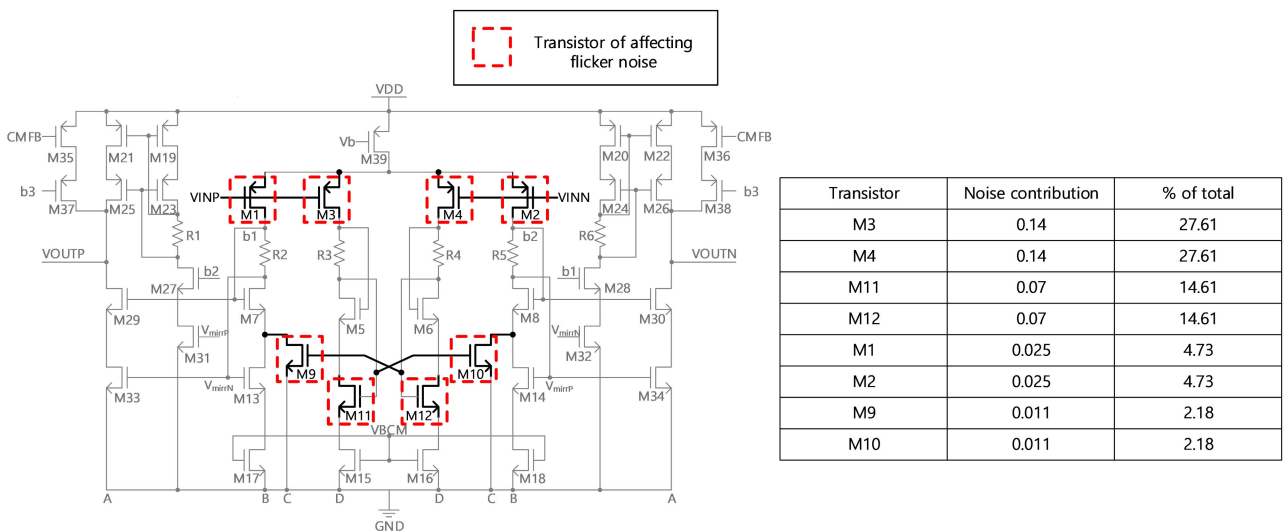 Transistor of affecting
flicker noise
VDD
CMFB
M35
M21
M19
Vb
M39
M20
M22
M36
CMFB
b3
M37
M25
M23
VINP
M1
M3
M4
M2
VINN
M24
M26
M38
b3
R1
b1
R2
R3
R4
R5
b2
R6
VOUTP
VOUTN
M27
b2
b1
M28
M29
M7
M5
M6
M8
M30
M31
VmirrP
VmirrN
M32
M9
M10
M33
VmirrN
M13
M11
M12
M14
VmirrP
M34
VBCM
M17
M15
M16
M18
A
B
C
D
D
C
B
A
GND
Transistor Noise contribution % of total
M3 0.14 27.61
M4 0.14 27.61
M11 0.07 14.61
M12 0.07 14.61
M1 0.025 4.73
M2 0.025 4.73
M9 0.011 2.18
M10 0.011 2.18